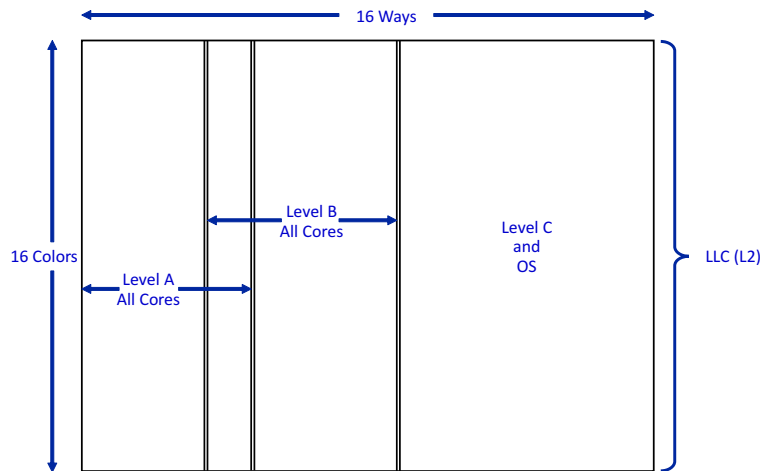 16 Ways
Level B
All Cores
Level C
and
OS
16 Colors
LLC (L2)
Level A
All Cores